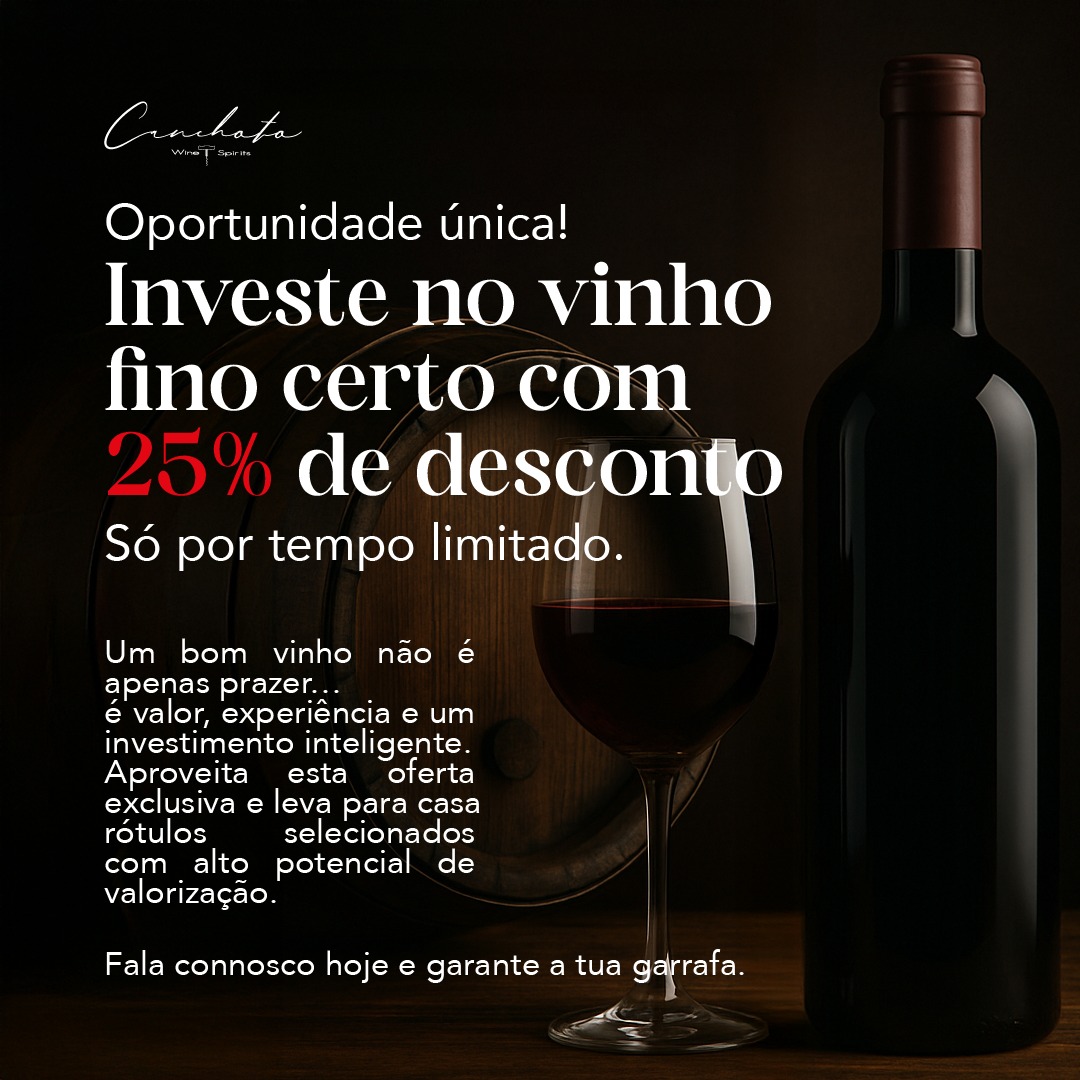 Canchoto
Wine Spirits
Oportunidade única!
Investe no vinho
fino certo com
25% de desconto
Só por tempo limitado.
Um bom vinho não é
apenas prazer...
é valor, experiência e um
investimento inteligente.
Aproveita esta oferta
exclusiva e leva para casa
rótulos selecionados
com alto potencial de
valorização.
Fala connosco hoje e garante a tua garrafa.